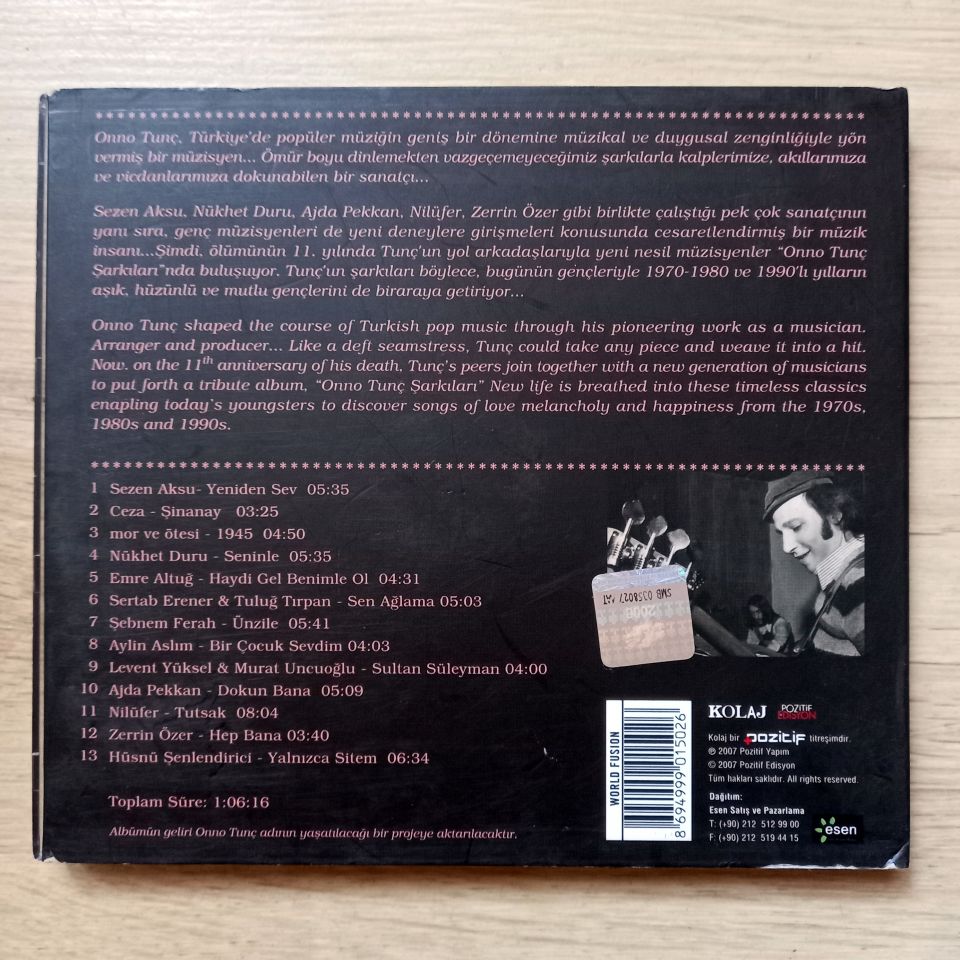 Onno Tunç, Türkiye'de popüler müziğin geniş bir dönemine müzikal ve duygusal zenginliğiyle yön
vermiş bir müzisyen... Ömür boyu dinlemekten vazgeçemeyeceğimiz şarkılarla kalplerimize, akıllarımıza
ve vicdanlarımıza dokunabilen bir sanatçı...
Sezen Aksu, Nükhet Duru, Ajda Pekkan, Nilüfer, Zerrin Özer gibi birlikte çalıştığı pek çok sanatçının
yanı sıra, genç müzisyenleri de yeni deneylere girişmeleri konusunda cesaretlendirmiş bir müzik
insanı...Şimdi, ölümünün 11. yılında Tunç'un yol arkadaşlarıyla yeni nesil müzisyenler "Onno Tunç
Şarkıları"nda buluşuyor. Tunç'un şarkıları böylece, bugünün gençleriyle 1970-1980 ve 1990'lı yılların
aşık, hüzünlü ve mutlu gençlerini de biraraya getiriyor...
Onno Tunç shaped the course of Turkish pop music through his pioneering work as a musician.
Arranger and producer... Like a deft seamstress, Tunç could take any piece and weave it into a hit.
Now. on the 11th anniversary of his death, Tunç's peers join together with a new generation of musicians
to put forth a tribute album, "Onno Tunç Şarkıları" New life is breathed into these timeless classics
enapling today`s youngsters to discover songs of love melancholy and happiness from the 1970s,
1980s and 1990s.
1 Sezen Aksu- Yeniden Sev 05:35
2 Ceza - Şinanay 03:25
3 mor ve ötesi - 1945 04:50
4 Nükhet Duru - Seninle 05:35
5 Emre Altuğ - Haydi Gel Benimle Ol 04:31
6 Sertab Erener & Tuluğ Tırpan - Sen Ağlama 05:03
7 Şebnem Ferah - Ünzile 05:41
8 Aylin Aslım - Bir Çocuk Sevdim 04:03
9 Levent Yüksel & Murat Uncuoğlu - Sultan Süleyman 04:00
10 Ajda Pekkan - Dokun Bana 05:09
11 Nilüfer - Tutsak 08:04
12 Zerrin Özer - Hep Bana 03:40
13 Hüsnü Şenlendirici - Yalnızca Sitem 06:34
Toplam Süre: 1:06:16
Albümün geliri Onno Tunç adının yaşatılacağı bir projeye aktarılacaktır.
SMB 0358027
2006
WORLD FUSION
8 694999 015026
KOLAJ POZİTİF EDİSYON
Kolaj bir pozitif titreşimdir.
℗ 2007 Pozitif Yapım
© 2007 Pozitif Edisyon
Tüm hakları saklıdır. All rights reserved.
Dağıtım:
Esen Satış ve Pazarlama
T: (+90) 212 512 99 00
F: (+90) 212 519 44 15
esen